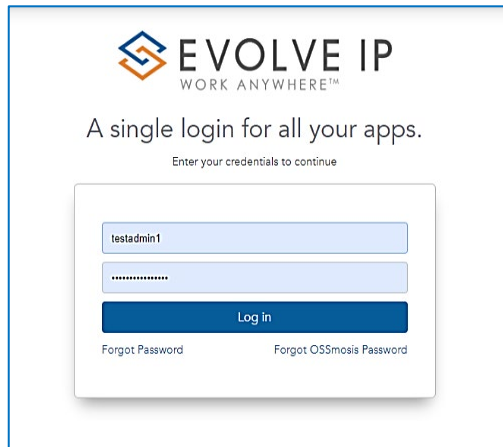 EVOLVE IP
WORK ANYWHERE™
A single login for all your apps.
Enter your credentials to continue
testadmin1
•••••••••••••••
Log in
Forgot Password Forgot OSSmosis Password